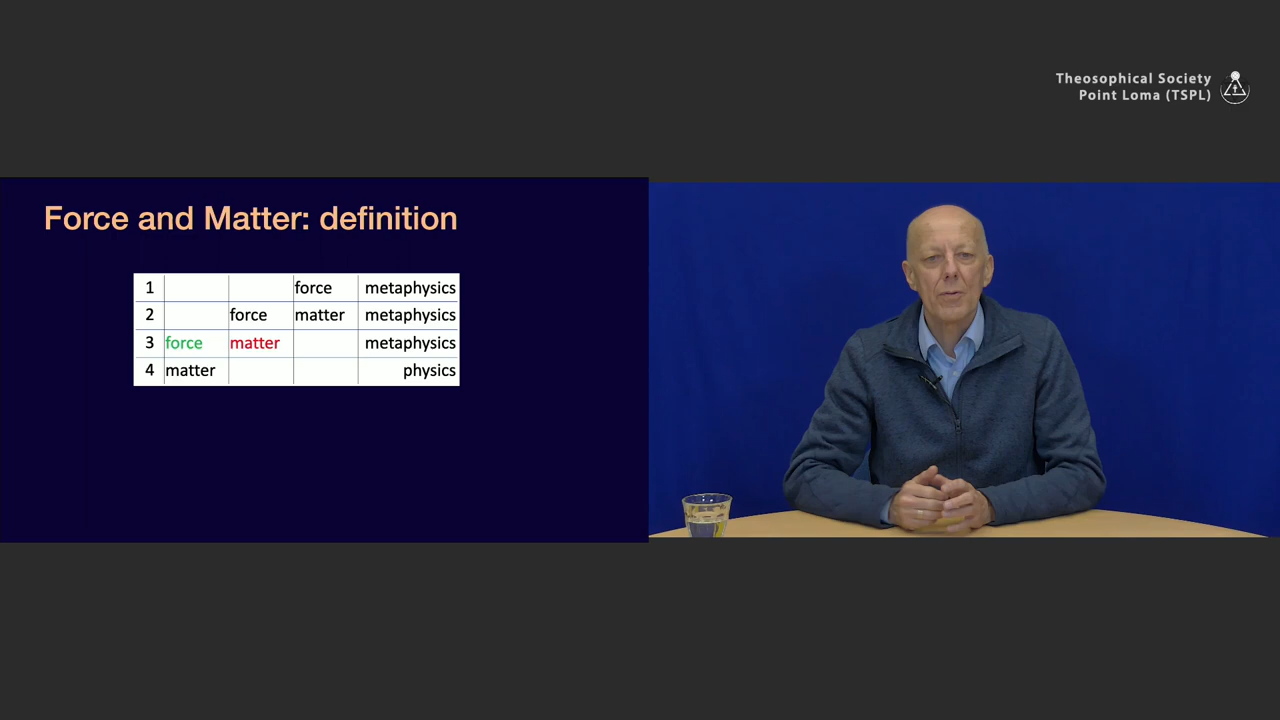 Theosophical Society
Point Loma (TSPL)
Force and Matter: definition
1 force metaphysics
2 force matter metaphysics
3 force matter metaphysics
4 matter physics